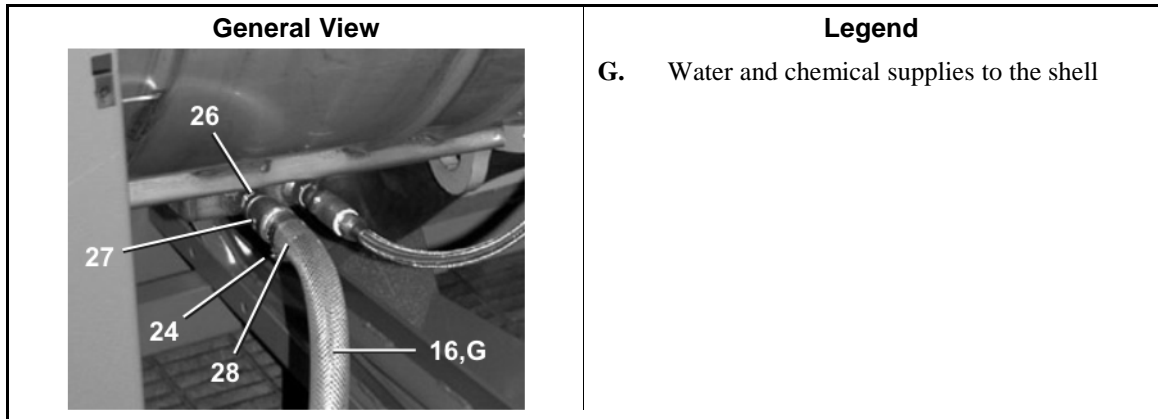 General View
Legend
G. Water and chemical supplies to the shell
26
27
24
28
16,G